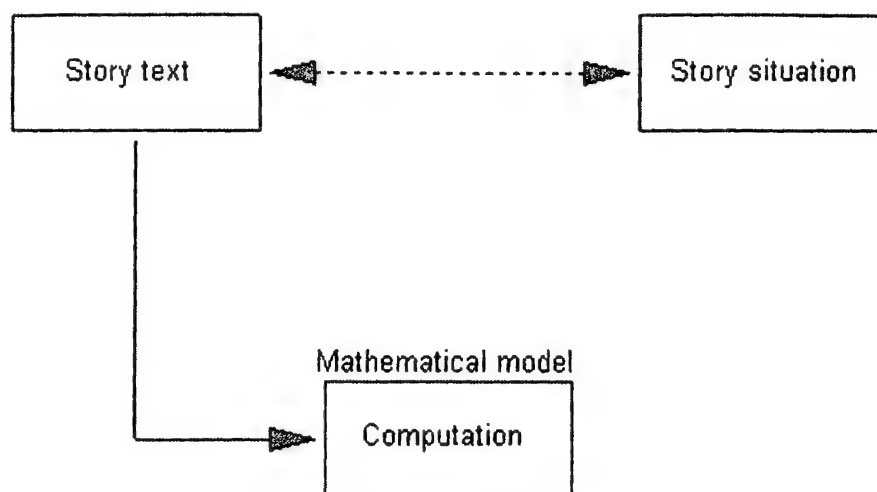 Story text
Story situation
Mathematical model
Computation